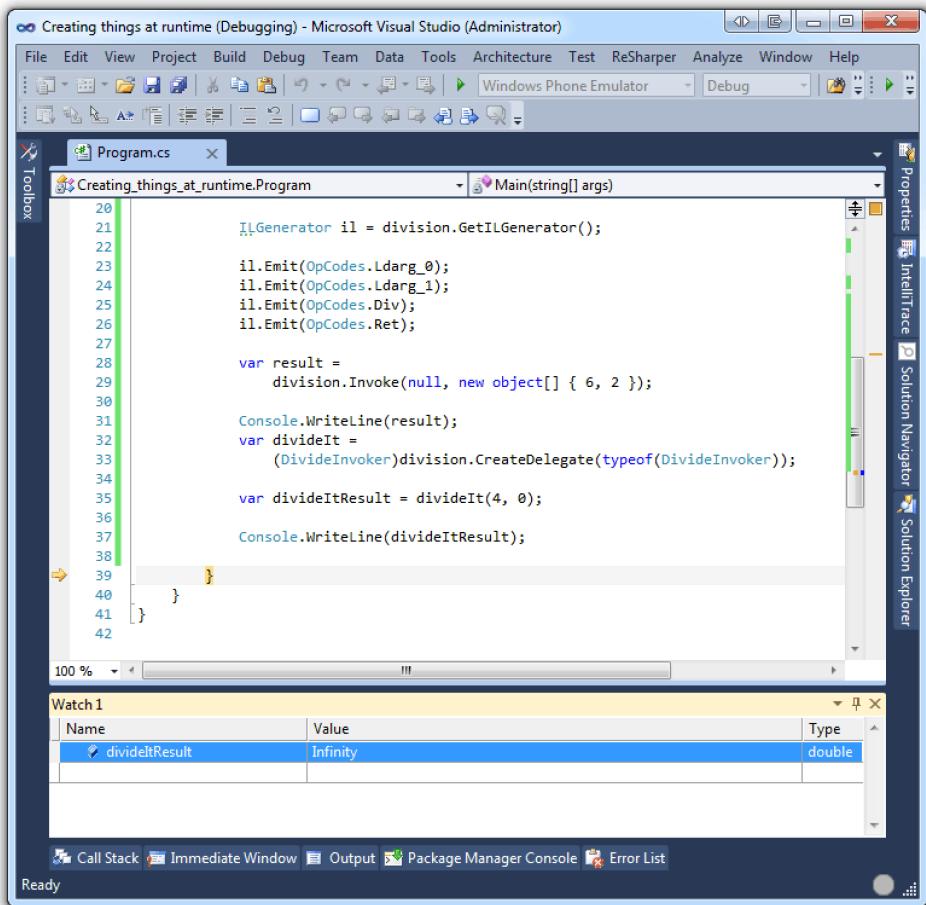 Creating things at runtime (Debugging) - Microsoft Visual Studio (Administrator)
File Edit View Project Build Debug Team Data Tools Architecture Test ReSharper Analyze Window Help
Windows Phone Emulator Debug
Program.cs
Creating_things_at_runtime.Program Main(string[] args)
Toolbox
20
21 ILGenerator il = division.GetILGenerator();
22
23 il.Emit(OpCodes.Ldarg_0);
24 il.Emit(OpCodes.Ldarg_1);
25 il.Emit(OpCodes.Div);
26 il.Emit(OpCodes.Ret);
27
28 var result =
29 division.Invoke(null, new object[] { 6, 2 });
30
31 Console.WriteLine(result);
32 var divideIt =
33 (DivideInvoker)division.CreateDelegate(typeof(DivideInvoker));
34
35 var divideItResult = divideIt(4, 0);
36
37 Console.WriteLine(divideItResult);
38
39 }
40 }
41 }
42
100 %
Properties
IntelliTrace
Solution Navigator
Solution Explorer
Watch 1
Name Value Type
divideItResult Infinity double
Call Stack Immediate Window Output Package Manager Console Error List
Ready